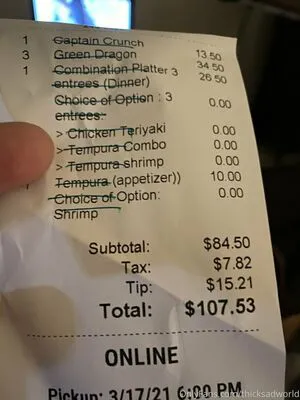 1 Captain Crunch 13.50
3 Green Dragon 34.50
1 Combination Platter 3 26.50
entrees (Dinner)
Choice of Option : 3 0.00
entrees:
> Chicken Teriyaki 0.00
> Tempura Combo 0.00
> Tempura shrimp 0.00
Tempura (appetizer)) 10.00
Choice of Option: 0.00
Shrimp
Subtotal: $84.50
Tax: $7.82
Tip: $15.21
Total: $107.53
ONLINE
Pickup: 3/17/21 6:00 PM
onlyfans.com/thicksadworld